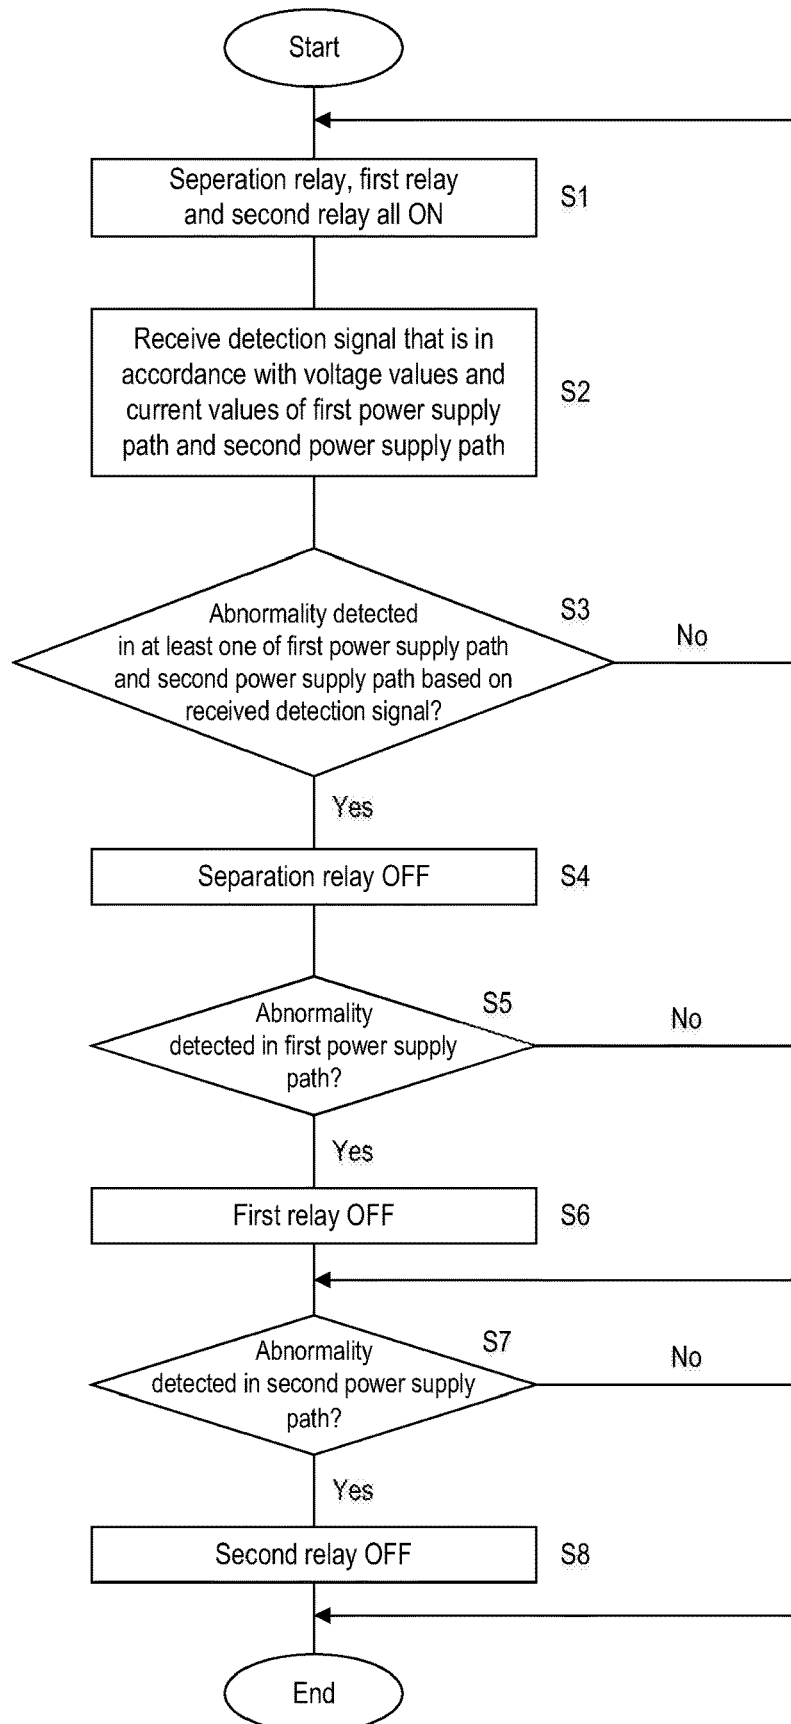 Start
Seperation relay, first relay
and second relay all ON
S1
Receive detection signal that is in
accordance with voltage values and
current values of first power supply
path and second power supply path
S2
Abnormality detected
in at least one of first power supply path
and second power supply path based on
received detection signal?
S3
No
Yes
Separation relay OFF
S4
Abnormality
detected in first power supply
path?
S5
No
Yes
First relay OFF
S6
Abnormality
detected in second power supply
path?
S7
No
Yes
Second relay OFF
S8
End